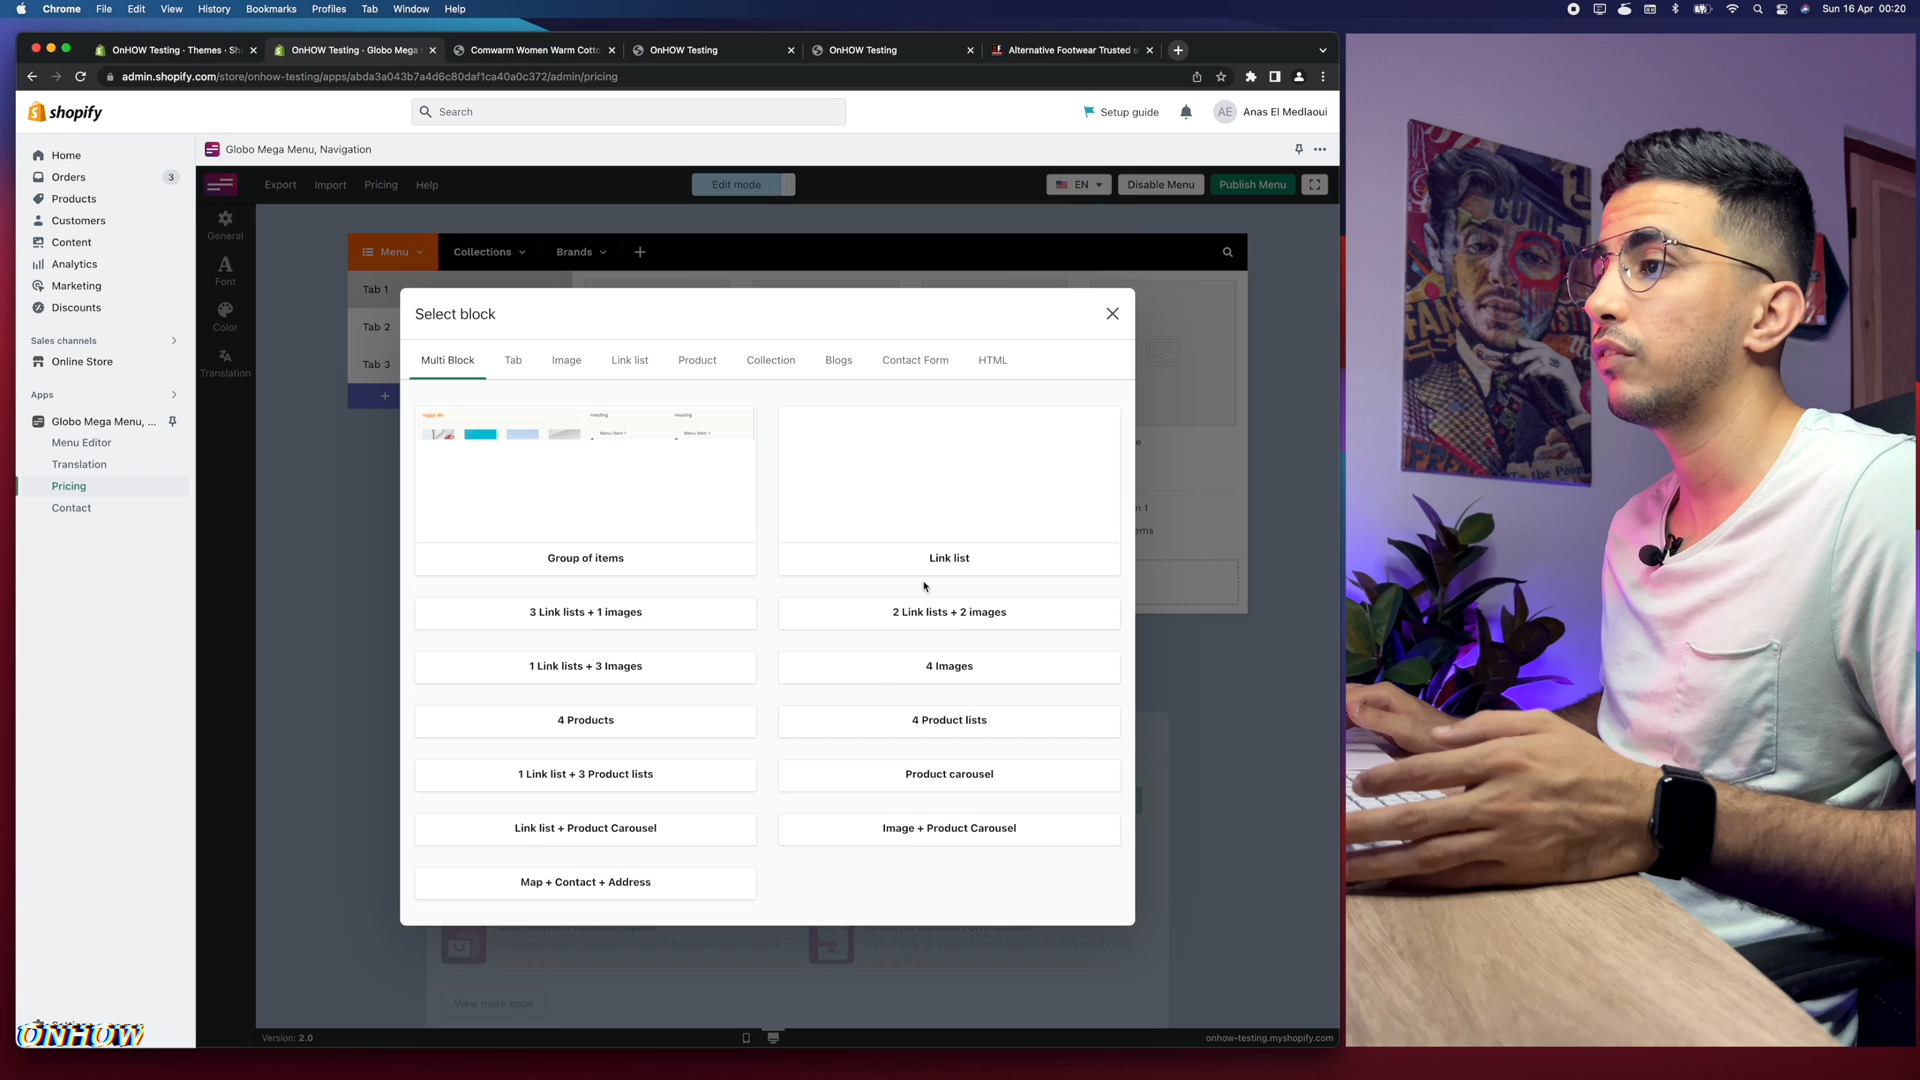 Chrome File Edit View History Bookmarks Profiles Tab Window Help
Sun 16 Apr 00:20
OnHOW Testing · Themes · Sh
OnHOW Testing · Globo Mega
Comwarm Women Warm Cotto
OnHOW Testing
OnHOW Testing
Alternative Footwear Trusted s
admin.shopify.com/store/onhow-testing/apps/abda3a043b7a4d6c80daf1ca40a0c372/admin/pricing
shopify
Search
Setup guide
AE Anas El Medlaoui
Home
Orders 3
Products
Customers
Content
Analytics
Marketing
Discounts
Sales channels
Online Store
Apps
Globo Mega Menu, ...
Menu Editor
Translation
Pricing
Contact
ONHOW
Globo Mega Menu, Navigation
Export Import Pricing Help
Edit mode
EN
Disable Menu
Publish Menu
General
Font
Color
Translation
Menu Collections Brands +
Tab 1
Tab 2
Tab 3
+
Select block
Multi Block Tab Image Link list Product Collection Blogs Contact Form HTML
Heading Heading
Menu Item 1 Menu Item 1
Group of items
Link list
3 Link lists + 1 images
2 Link lists + 2 images
1 Link lists + 3 Images
4 Images
4 Products
4 Product lists
1 Link list + 3 Product lists
Product carousel
Link list + Product Carousel
Image + Product Carousel
Map + Contact + Address
View more apps
Version: 2.0
onhow-testing.myshopify.com